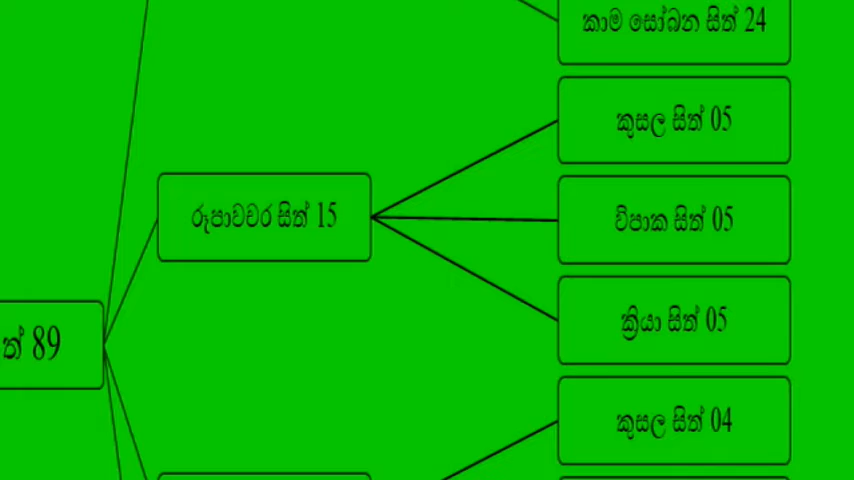 කාම සෝබන සිත් 24
කුසල සිත් 05
රූපාවචර සිත් 15
විපාක සිත් 05
ක්‍රියා සිත් 05
ත් 89
කුසල සිත් 04